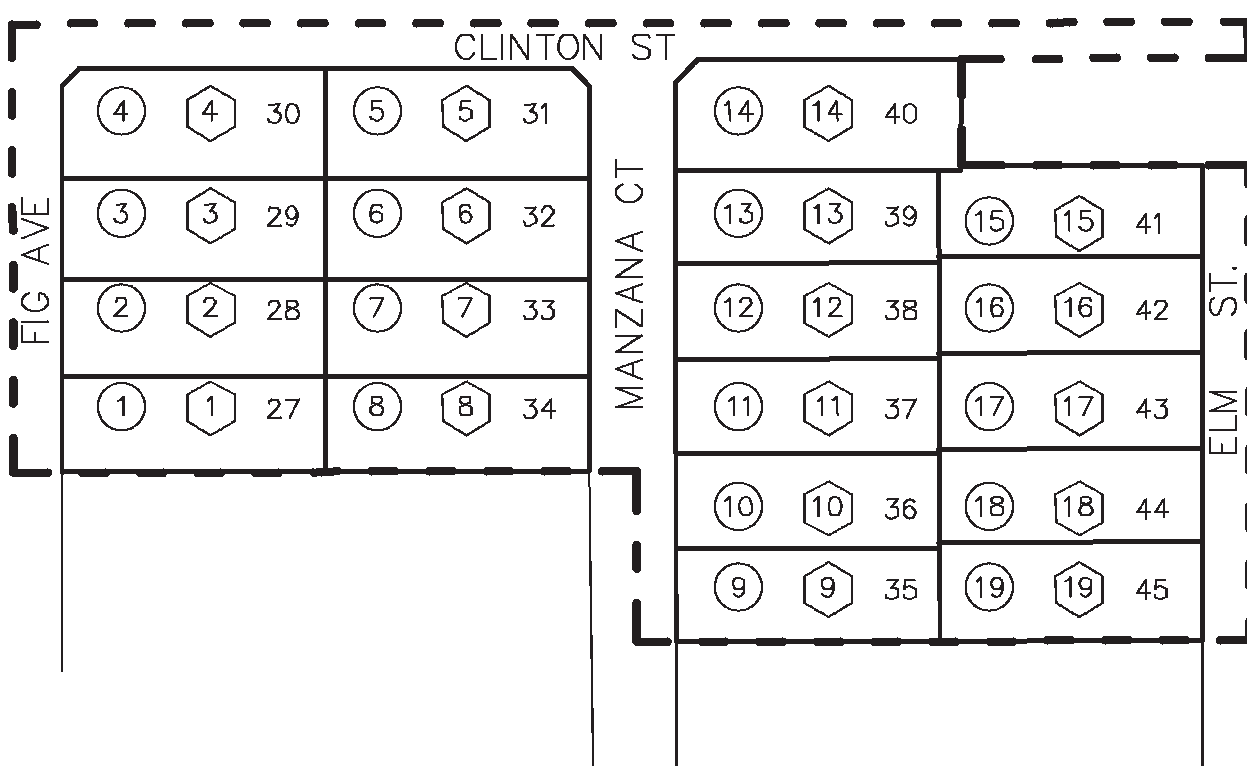 CLINTON ST
4 4 30 5 5 31 14 14 40
3 3 29 6 6 32 13 13 39 15 15 41
2 2 28 7 7 33 12 12 38 16 16 42
1 1 27 8 8 34 11 11 37 17 17 43
10 10 36 18 18 44
9 9 35 19 19 45
FIG AVE
MANZANA CT
ELM ST.